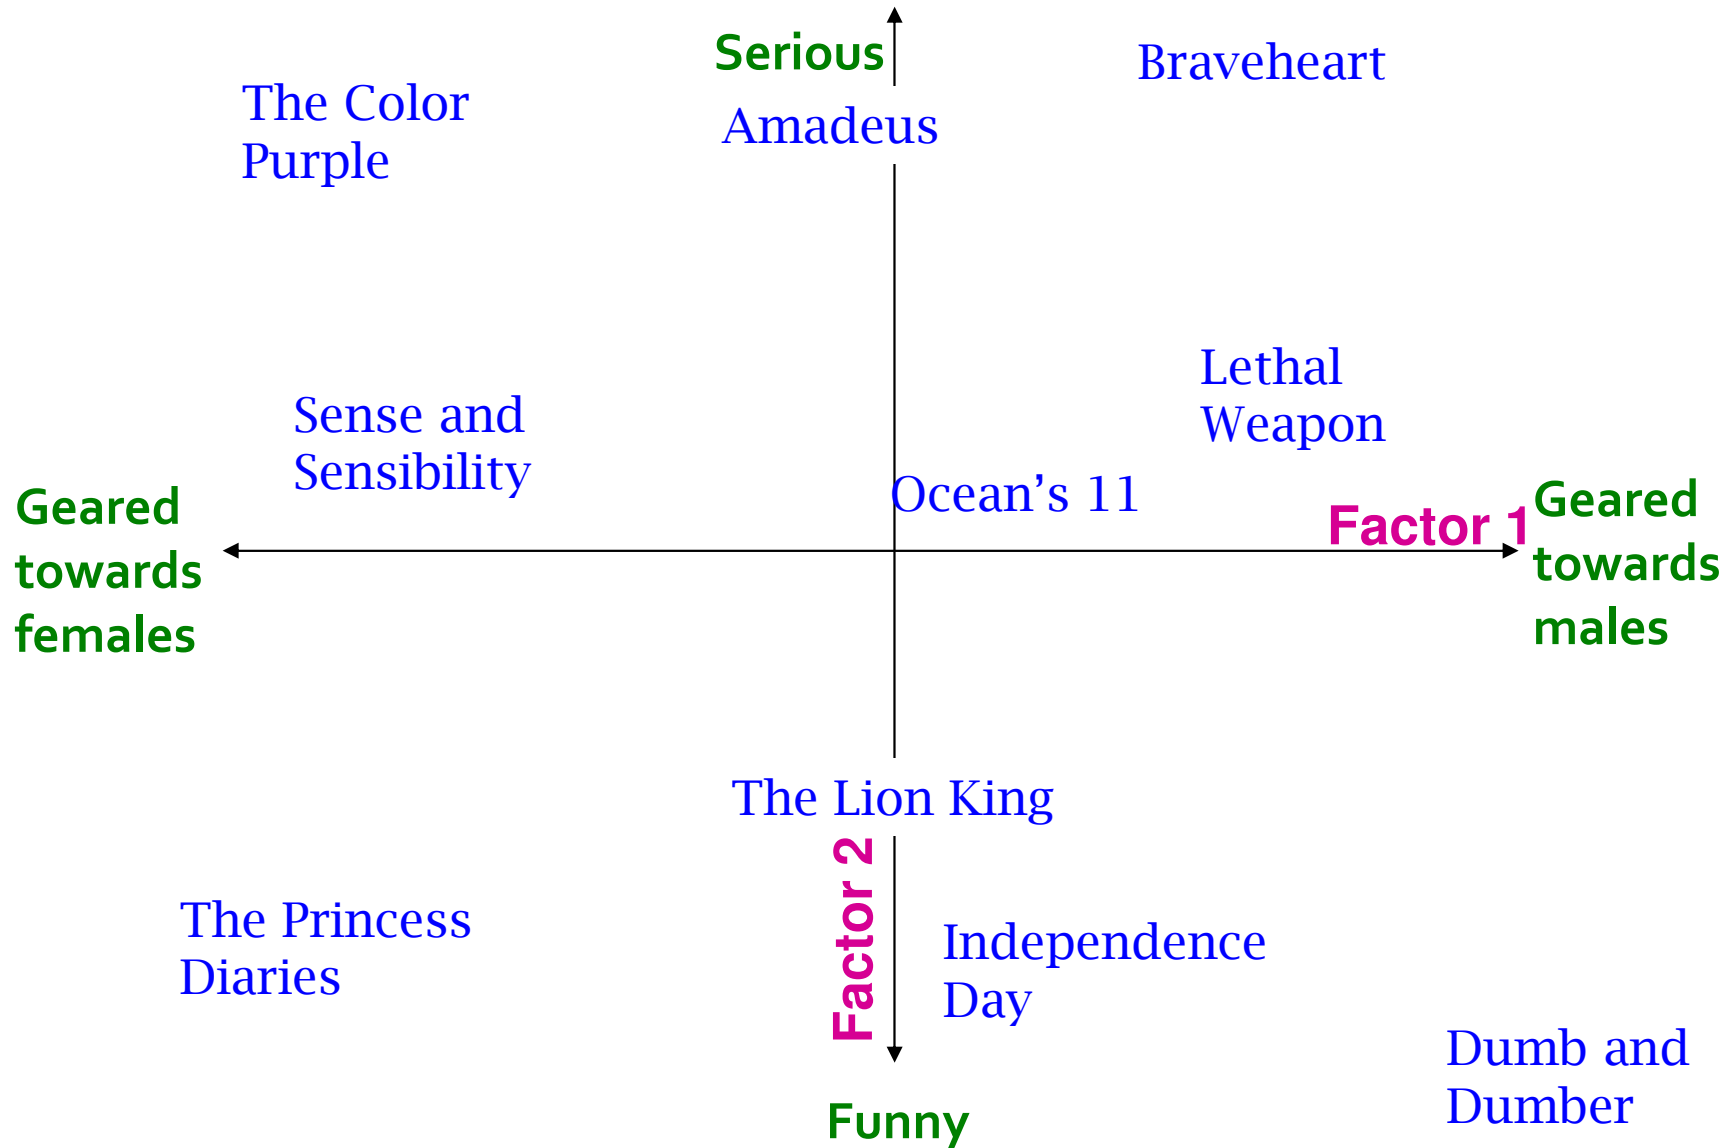 Serious
Braveheart
The Color
Purple
Amadeus
Lethal
Weapon
Sense and
Sensibility
Ocean’s 11
Geared
towards
females
Factor 1
Geared
towards
males
The Lion King
Factor 2
The Princess
Diaries
Independence
Day
Dumb and
Dumber
Funny